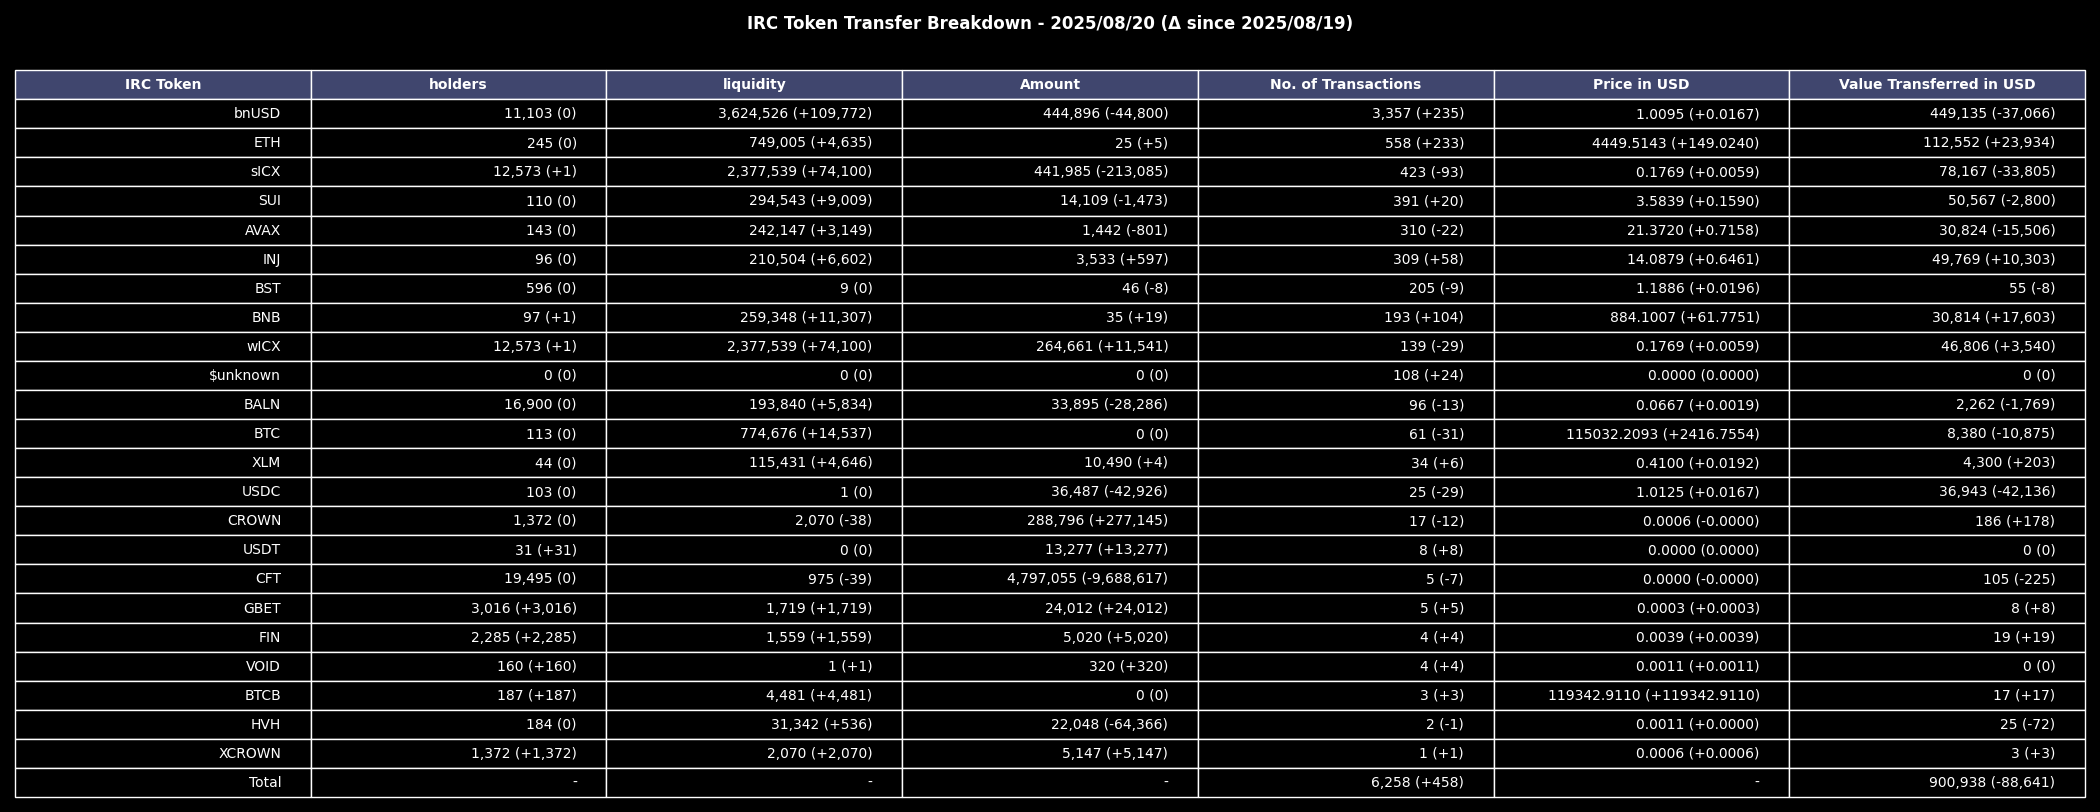 IRC Token Transfer Breakdown - 2025/08/20 (Δ since 2025/08/19)
IRC Token holders liquidity Amount No. of Transactions Price in USD Value Transferred in USD
bnUSD 11,103 (0) 3,624,526 (+109,772) 444,896 (-44,800) 3,357 (+235) 1.0095 (+0.0167) 449,135 (-37,066)
ETH 245 (0) 749,005 (+4,635) 25 (+5) 558 (+233) 4449.5143 (+149.0240) 112,552 (+23,934)
sICX 12,573 (+1) 2,377,539 (+74,100) 441,985 (-213,085) 423 (-93) 0.1769 (+0.0059) 78,167 (-33,805)
SUI 110 (0) 294,543 (+9,009) 14,109 (-1,473) 391 (+20) 3.5839 (+0.1590) 50,567 (-2,800)
AVAX 143 (0) 242,147 (+3,149) 1,442 (-801) 310 (-22) 21.3720 (+0.7158) 30,824 (-15,506)
INJ 96 (0) 210,504 (+6,602) 3,533 (+597) 309 (+58) 14.0879 (+0.6461) 49,769 (+10,303)
BST 596 (0) 9 (0) 46 (-8) 205 (-9) 1.1886 (+0.0196) 55 (-8)
BNB 97 (+1) 259,348 (+11,307) 35 (+19) 193 (+104) 884.1007 (+61.7751) 30,814 (+17,603)
wICX 12,573 (+1) 2,377,539 (+74,100) 264,661 (+11,541) 139 (-29) 0.1769 (+0.0059) 46,806 (+3,540)
$unknown 0 (0) 0 (0) 0 (0) 108 (+24) 0.0000 (0.0000) 0 (0)
BALN 16,900 (0) 193,840 (+5,834) 33,895 (-28,286) 96 (-13) 0.0667 (+0.0019) 2,262 (-1,769)
BTC 113 (0) 774,676 (+14,537) 0 (0) 61 (-31) 115032.2093 (+2416.7554) 8,380 (-10,875)
XLM 44 (0) 115,431 (+4,646) 10,490 (+4) 34 (+6) 0.4100 (+0.0192) 4,300 (+203)
USDC 103 (0) 1 (0) 36,487 (-42,926) 25 (-29) 1.0125 (+0.0167) 36,943 (-42,136)
CROWN 1,372 (0) 2,070 (-38) 288,796 (+277,145) 17 (-12) 0.0006 (-0.0000) 186 (+178)
USDT 31 (+31) 0 (0) 13,277 (+13,277) 8 (+8) 0.0000 (0.0000) 0 (0)
CFT 19,495 (0) 975 (-39) 4,797,055 (-9,688,617) 5 (-7) 0.0000 (-0.0000) 105 (-225)
GBET 3,016 (+3,016) 1,719 (+1,719) 24,012 (+24,012) 5 (+5) 0.0003 (+0.0003) 8 (+8)
FIN 2,285 (+2,285) 1,559 (+1,559) 5,020 (+5,020) 4 (+4) 0.0039 (+0.0039) 19 (+19)
VOID 160 (+160) 1 (+1) 320 (+320) 4 (+4) 0.0011 (+0.0011) 0 (0)
BTCB 187 (+187) 4,481 (+4,481) 0 (0) 3 (+3) 119342.9110 (+119342.9110) 17 (+17)
HVH 184 (0) 31,342 (+536) 22,048 (-64,366) 2 (-1) 0.0011 (+0.0000) 25 (-72)
XCROWN 1,372 (+1,372) 2,070 (+2,070) 5,147 (+5,147) 1 (+1) 0.0006 (+0.0006) 3 (+3)
Total - - - 6,258 (+458) - 900,938 (-88,641)